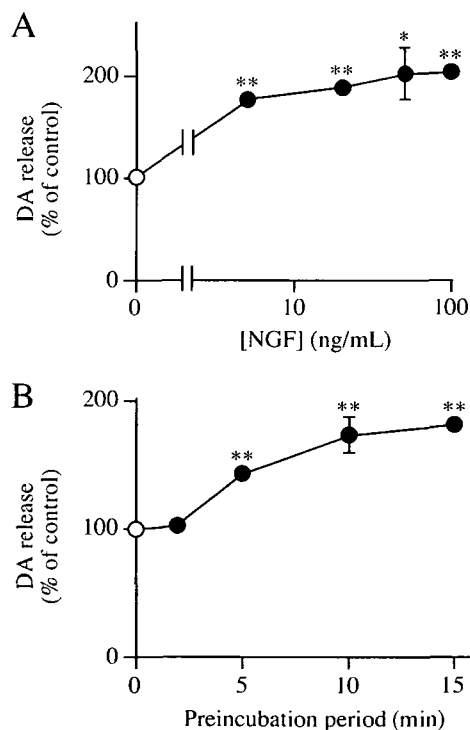 A
DA release
(% of control)
200
100
0
** ** * **
0 10 100
[NGF] (ng/mL)
B
DA release
(% of control)
200
100
0
** ** **
0 5 10 15
Preincubation period (min)